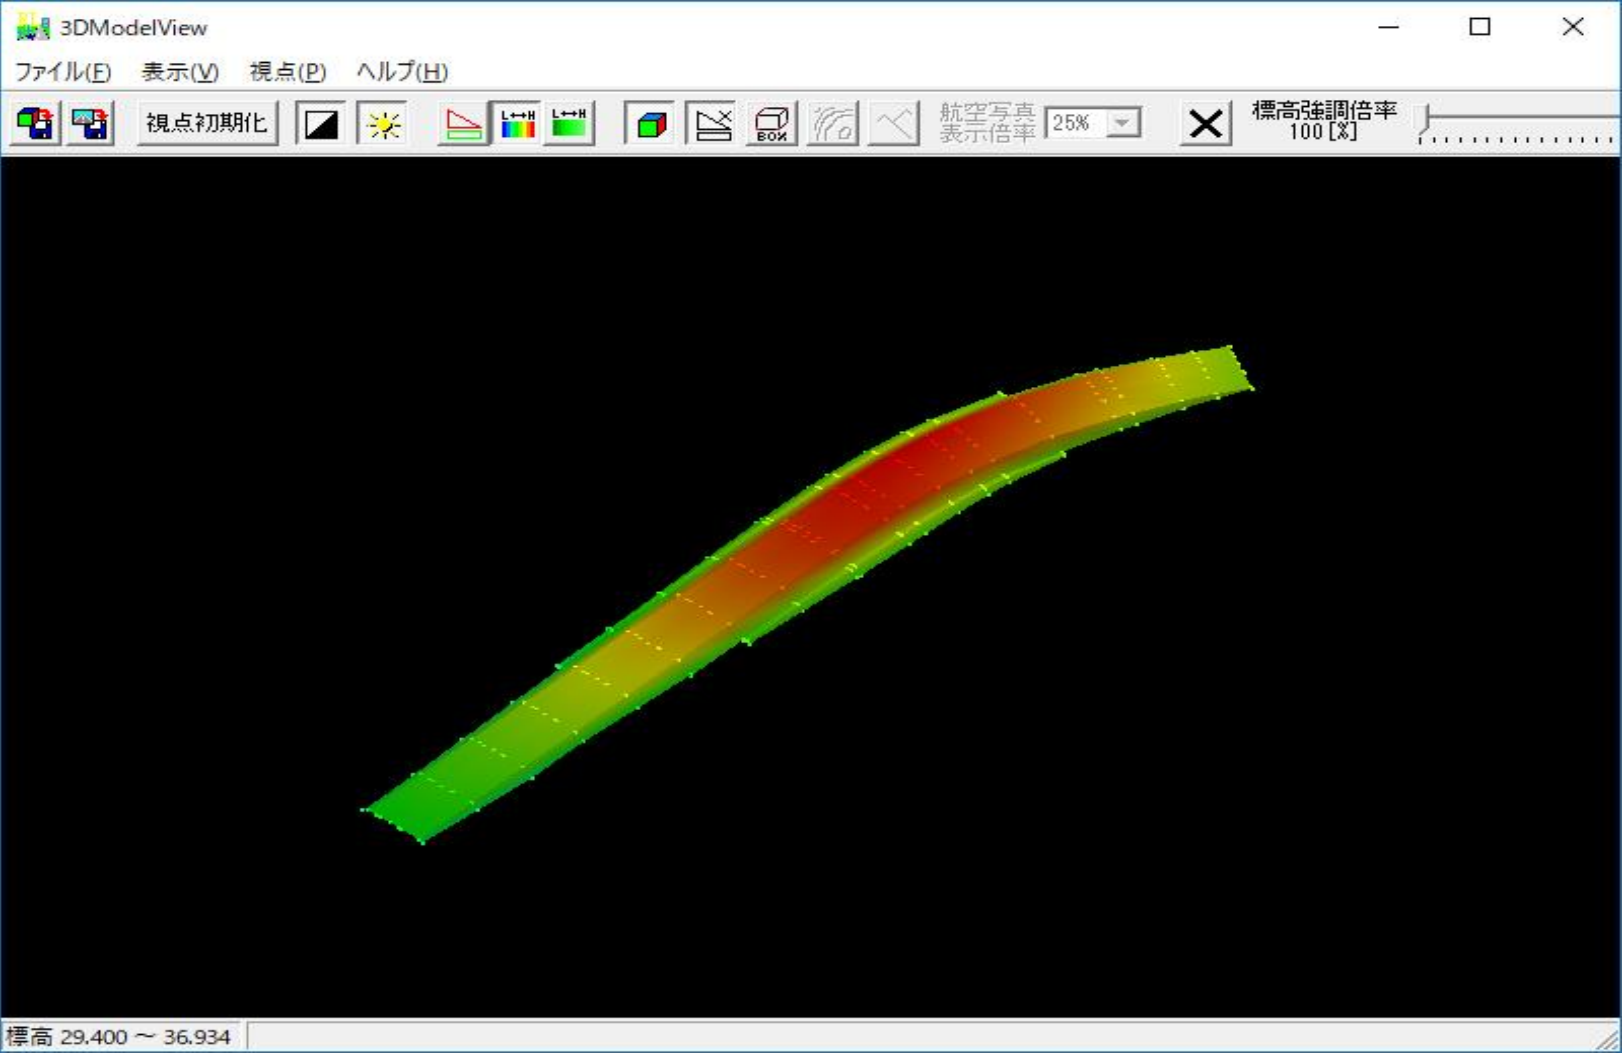 3DModelView
ファイル(F) 表示(V) 視点(P) ヘルプ(H)
視点初期化 L↔H L↔H BOX 航空写真 25% 標高強調倍率
表示倍率 100 [%]
標高 29.400 ～ 36.934